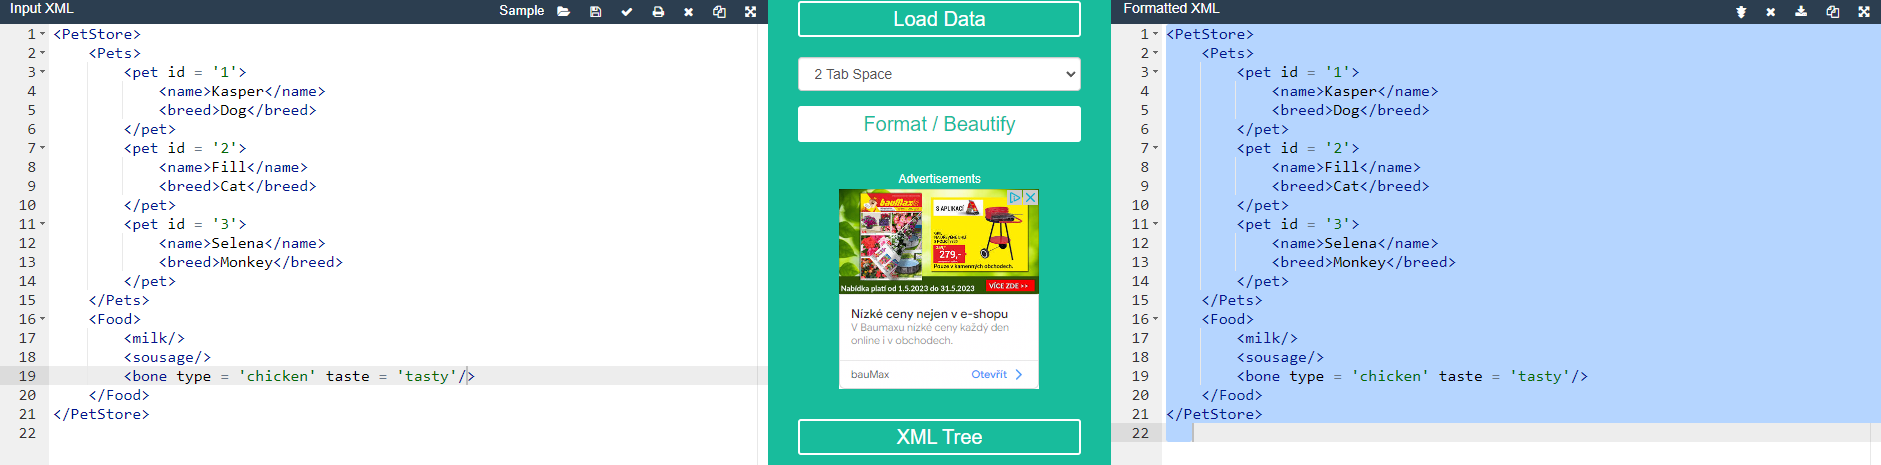 Input XML
Sample
1 <PetStore>
2 <Pets>
3 <pet id = '1'>
4 <name>Kasper</name>
5 <breed>Dog</breed>
6 </pet>
7 <pet id = '2'>
8 <name>Fill</name>
9 <breed>Cat</breed>
10 </pet>
11 <pet id = '3'>
12 <name>Selena</name>
13 <breed>Monkey</breed>
14 </pet>
15 </Pets>
16 <Food>
17 <milk/>
18 <sousage/>
19 <bone type = 'chicken' taste = 'tasty'/>
20 </Food>
21 </PetStore>
22
Load Data
2 Tab Space
Format / Beautify
Advertisements
bauMax
S APLIKACÍ
279,-
Pouze v kamenných obchodech.
Nabídka platí od 1.5.2023 do 31.5.2023
VÍCE ZDE >>
Nízké ceny nejen v e-shopu
V Baumaxu nízké ceny každý den
online i v obchodech.
bauMax
Otevřít
XML Tree
Formatted XML
1 <PetStore>
2 <Pets>
3 <pet id = '1'>
4 <name>Kasper</name>
5 <breed>Dog</breed>
6 </pet>
7 <pet id = '2'>
8 <name>Fill</name>
9 <breed>Cat</breed>
10 </pet>
11 <pet id = '3'>
12 <name>Selena</name>
13 <breed>Monkey</breed>
14 </pet>
15 </Pets>
16 <Food>
17 <milk/>
18 <sousage/>
19 <bone type = 'chicken' taste = 'tasty'/>
20 </Food>
21 </PetStore>
22